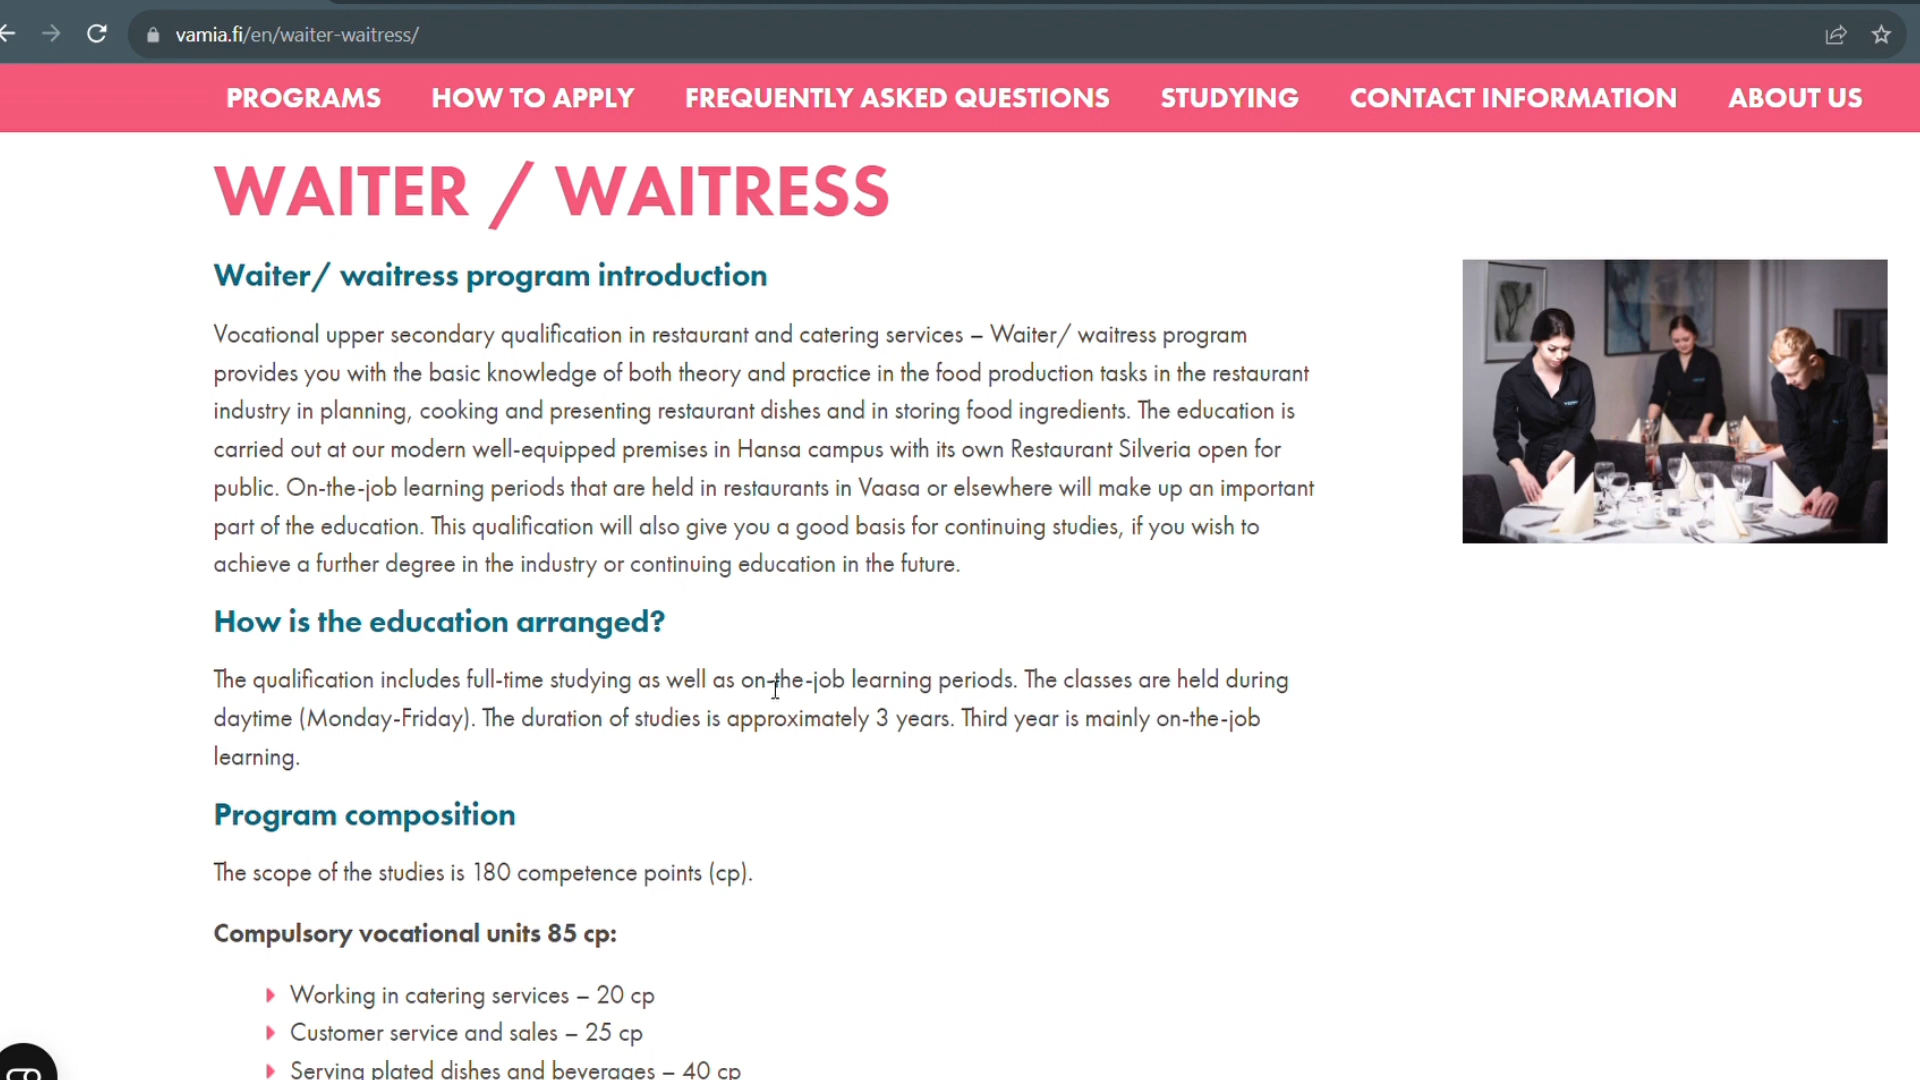 vamia.fi/en/waiter-waitress/
PROGRAMS HOW TO APPLY FREQUENTLY ASKED QUESTIONS STUDYING CONTACT INFORMATION ABOUT US
WAITER / WAITRESS
Waiter/ waitress program introduction
Vocational upper secondary qualification in restaurant and catering services – Waiter/ waitress program
provides you with the basic knowledge of both theory and practice in the food production tasks in the restaurant
industry in planning, cooking and presenting restaurant dishes and in storing food ingredients. The education is
carried out at our modern well-equipped premises in Hansa campus with its own Restaurant Silveria open for
public. On-the-job learning periods that are held in restaurants in Vaasa or elsewhere will make up an important
part of the education. This qualification will also give you a good basis for continuing studies, if you wish to
achieve a further degree in the industry or continuing education in the future.
How is the education arranged?
The qualification includes full-time studying as well as on-the-job learning periods. The classes are held during
daytime (Monday-Friday). The duration of studies is approximately 3 years. Third year is mainly on-the-job
learning.
Program composition
The scope of the studies is 180 competence points (cp).
Compulsory vocational units 85 cp:
Working in catering services – 20 cp
Customer service and sales – 25 cp
Serving plated dishes and beverages – 40 cp